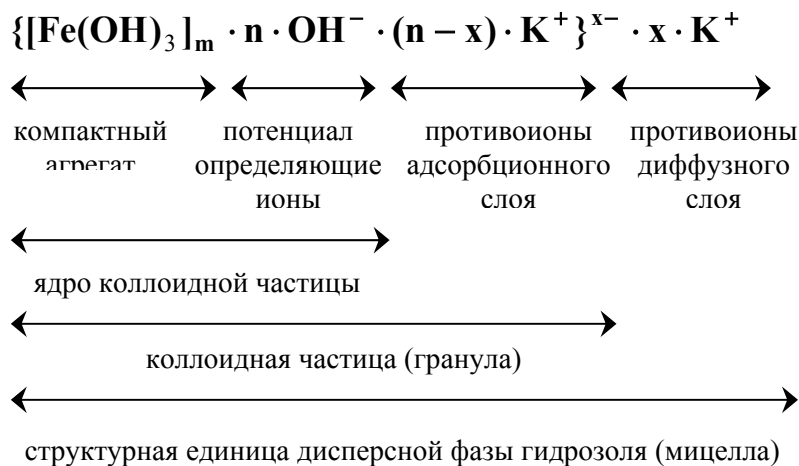 {[Fe(OH)₃]ₘ · n · OH⁻ · (n − x) · K⁺}ˣ⁻ · x · K⁺
компактный потенциал противоионы противоионы
агрегат определяющие адсорбционного диффузного
ионы слоя слоя
ядро коллоидной частицы
коллоидная частица (гранула)
структурная единица дисперсной фазы гидрозоля (мицелла)